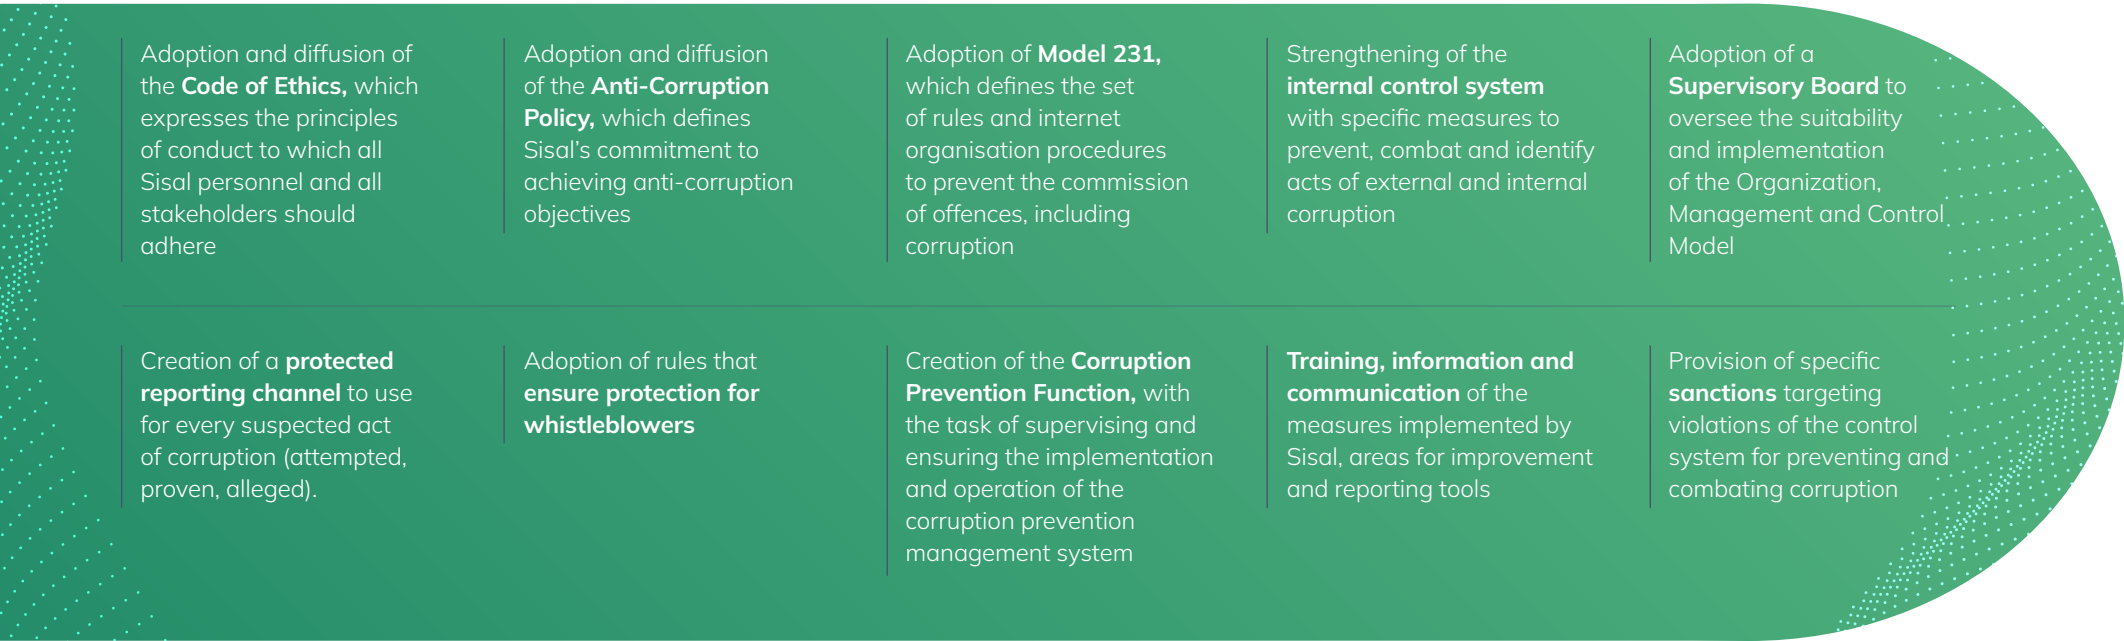 Adoption and diffusion of
the Code of Ethics, which
expresses the principles
of conduct to which all
Sisal personnel and all
stakeholders should
adhere
Adoption and diffusion
of the Anti-Corruption
Policy, which defines
Sisal's commitment to
achieving anti-corruption
objectives
Adoption of Model 231,
which defines the set
of rules and internet
organisation procedures
to prevent the commission
of offences, including
corruption
Strengthening of the
internal control system
with specific measures to
prevent, combat and identify
acts of external and internal
corruption
Adoption of a
Supervisory Board to
oversee the suitability
and implementation
of the Organization,
Management and Control
Model
Creation of a protected
reporting channel to use
for every suspected act
of corruption (attempted,
proven, alleged).
Adoption of rules that
ensure protection for
whistleblowers
Creation of the Corruption
Prevention Function, with
the task of supervising and
ensuring the implementation
and operation of the
corruption prevention
management system
Training, information and
communication of the
measures implemented by
Sisal, areas for improvement
and reporting tools
Provision of specific
sanctions targeting
violations of the control
system for preventing and
combating corruption